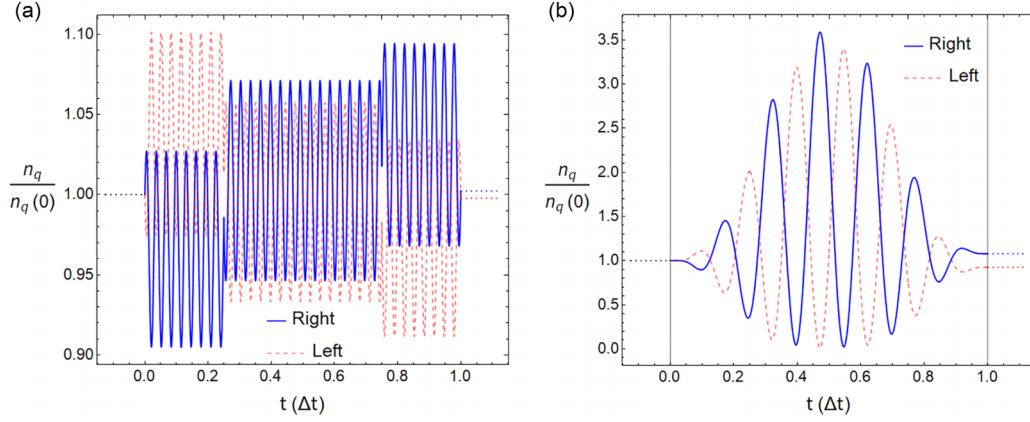 (a)
1.10
1.05
n_q
n_q (0)
1.00
0.95
0.90
Right
Left
0.0 0.2 0.4 0.6 0.8 1.0
t (Δt)
(b)
3.5
3.0
2.5
n_q
n_q (0)
2.0
1.5
1.0
0.5
0.0
Right
Left
0.0 0.2 0.4 0.6 0.8 1.0
t (Δt)